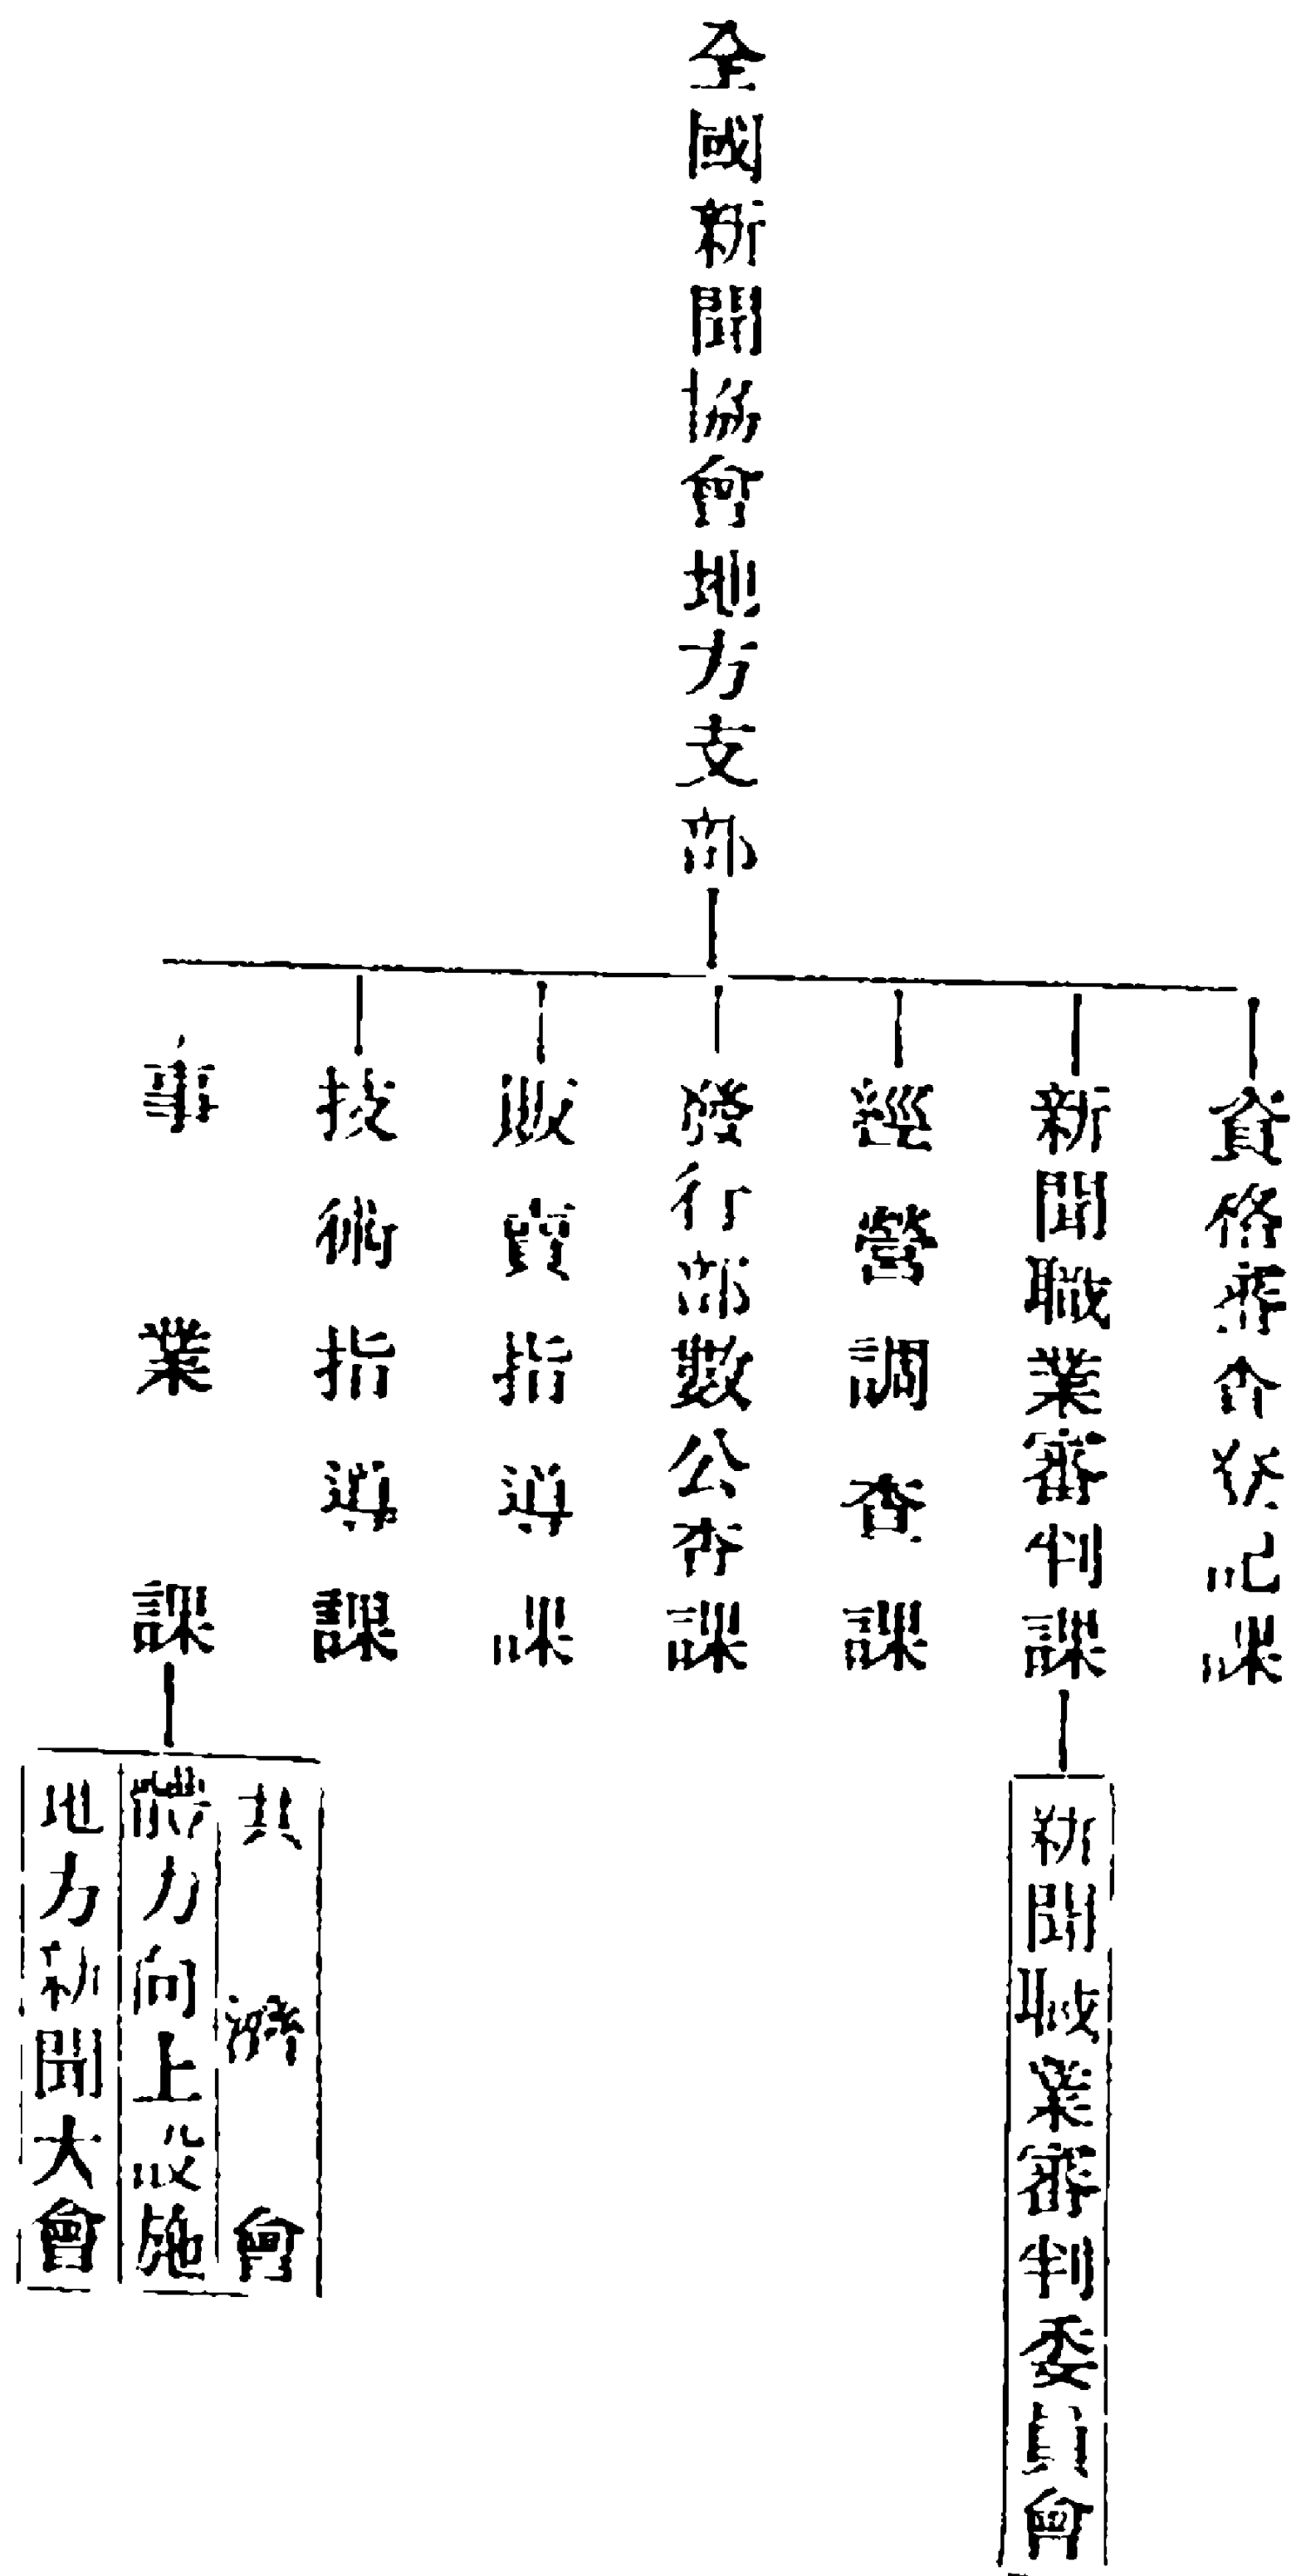 全國新聞協會地方支部
資格審査登記課
新聞職業審判課
新聞職業審判委員會
經營調査課
發行部數公査課
販賣指導課
技術指導課
事業課
共濟會
體力向上設施
地方新聞大會